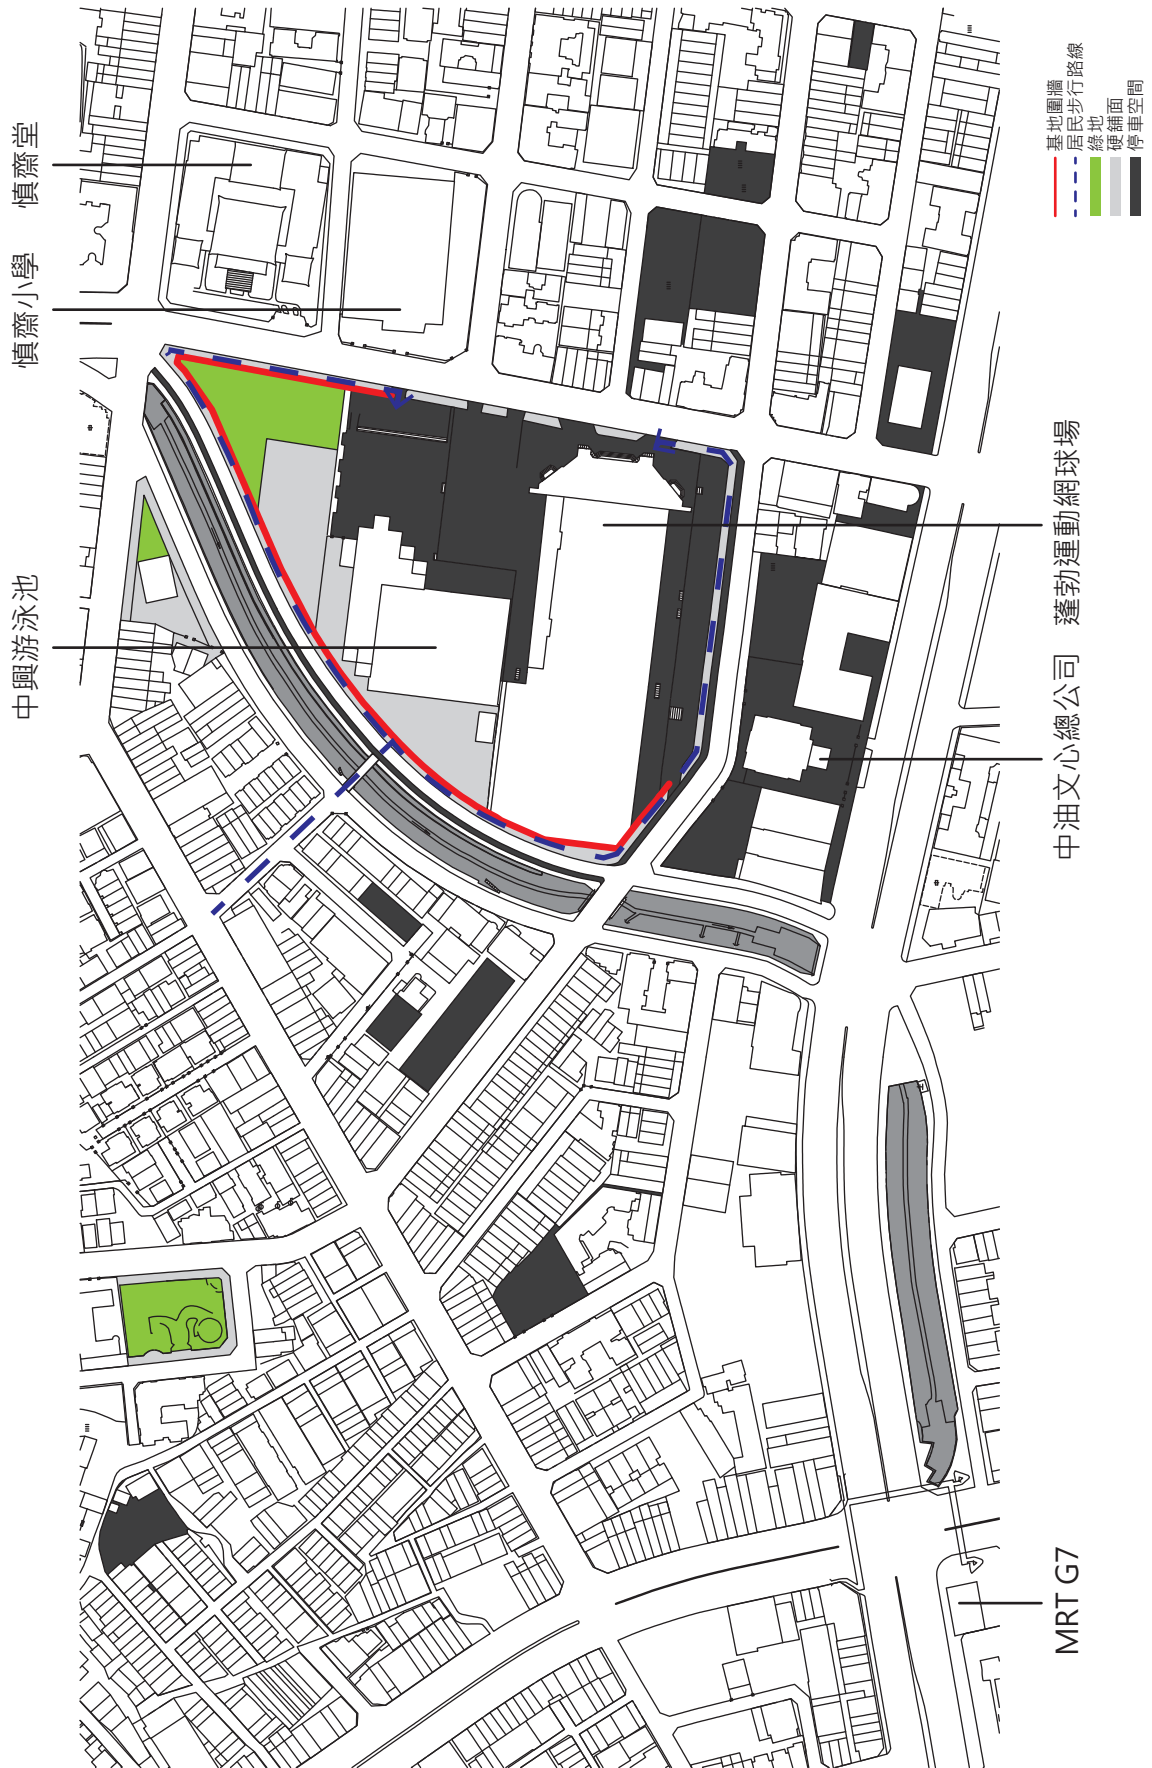 中興游泳池
慎齋小學
慎齋堂
MRT G7
中油文心總公司
蓬勃運動網球場
基地圍牆
居民步行路線
綠地
硬舖面
停車空間